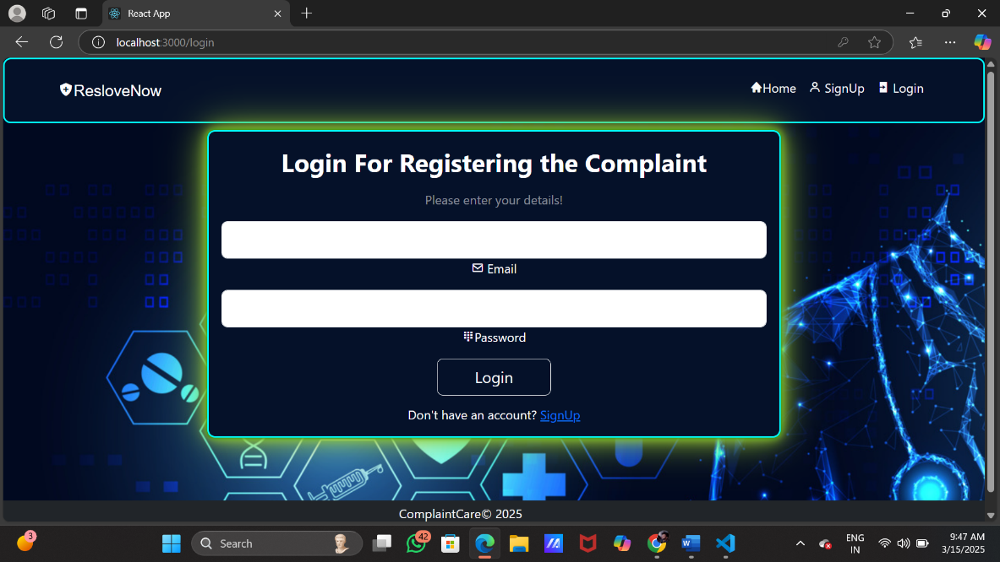 React App
localhost:3000/login
ResloveNow
Home SignUp Login
Login For Registering the Complaint
Please enter your details!
Email
Password
Login
Don't have an account? SignUp
ComplaintCare© 2025
3
Search
42
ENG
IN
9:47 AM
3/15/2025